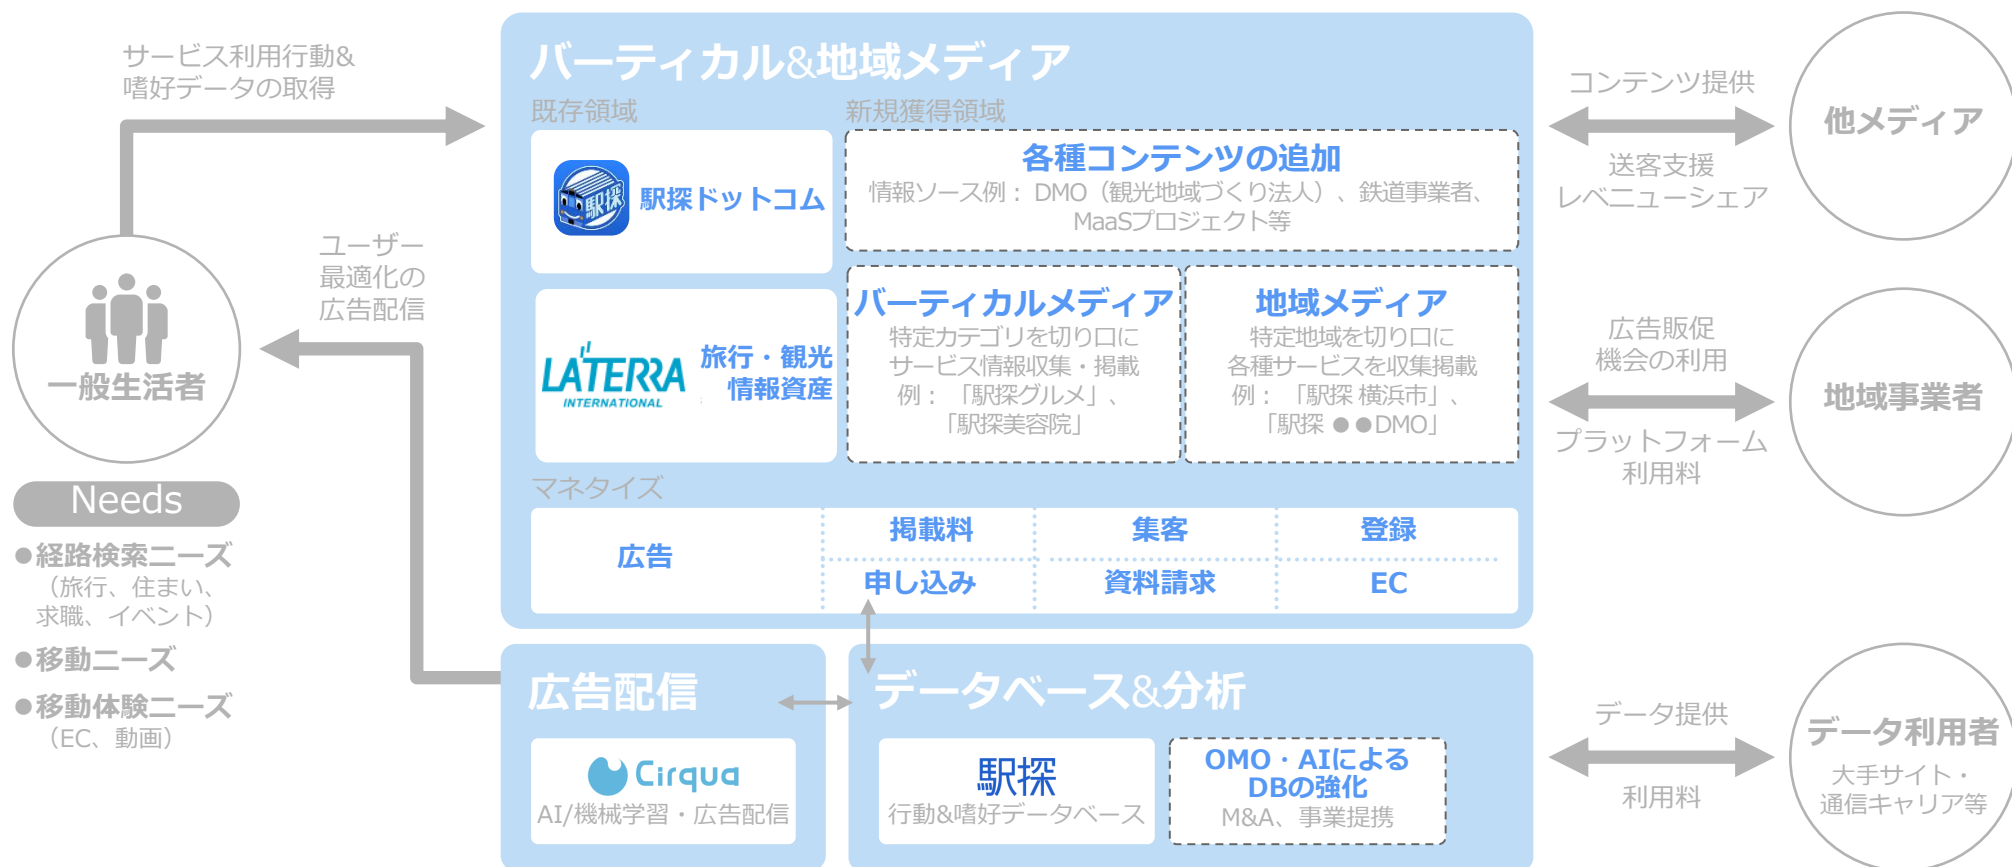 サービス利用行動&
嗜好データの取得
ユーザー
最適化の
広告配信
一般生活者
Needs
●経路検索ニーズ
（旅行、住まい、
求職、イベント）
●移動ニーズ
●移動体験ニーズ
（EC、動画）
バーティカル&地域メディア
既存領域
新規獲得領域
駅探
駅探ドットコム
各種コンテンツの追加
情報ソース例： DMO（観光地域づくり法人）、鉄道事業者、
MaaSプロジェクト等
LATERRA
INTERNATIONAL
旅行・観光
情報資産
バーティカルメディア
特定カテゴリを切り口に
サービス情報収集・掲載
例： 「駅探グルメ」、
「駅探美容院」
地域メディア
特定地域を切り口に
各種サービスを収集掲載
例： 「駅探 横浜市」、
「駅探 ●●DMO」
マネタイズ
広告
掲載料
集客
登録
申し込み
資料請求
EC
広告配信
Cirqua
AI/機械学習・広告配信
データベース&分析
駅探
行動&嗜好データベース
OMO・AIによる
DBの強化
M&A、事業提携
コンテンツ提供
送客支援
レベニューシェア
他メディア
広告販促
機会の利用
プラットフォーム
利用料
地域事業者
データ提供
利用料
データ利用者
大手サイト・
通信キャリア等